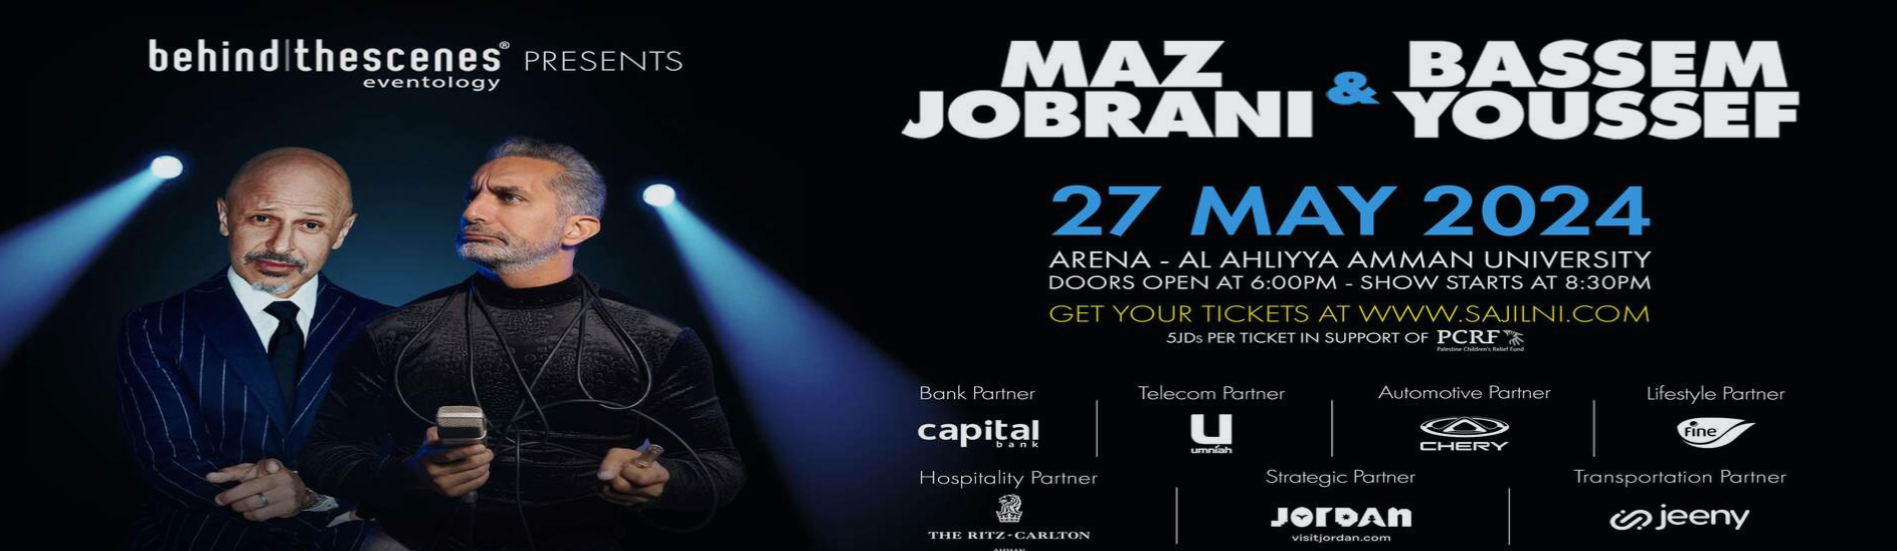 behind|thescenes® PRESENTS
eventology
MAZ JOBRANI & BASSEM YOUSSEF
27 MAY 2024
ARENA - AL AHLIYYA AMMAN UNIVERSITY
DOORS OPEN AT 6:00PM - SHOW STARTS AT 8:30PM
GET YOUR TICKETS AT WWW.SAJILNI.COM
5JDs PER TICKET IN SUPPORT OF PCRF
Palestine Children's Relief Fund
Bank Partner
capital
bank
Telecom Partner
umniah
Automotive Partner
CHERY
Lifestyle Partner
Fine
Hospitality Partner
THE RITZ-CARLTON
AMMAN
Strategic Partner
JORDAN
visitjordan.com
Transportation Partner
jeeny